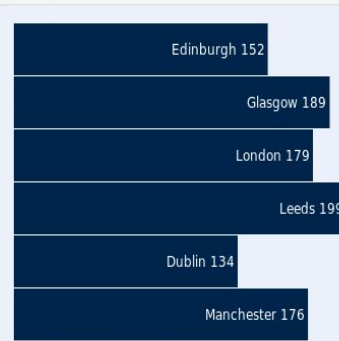 Edinburgh 152
Glasgow 189
London 179
Leeds 199
Dublin 134
Manchester 176